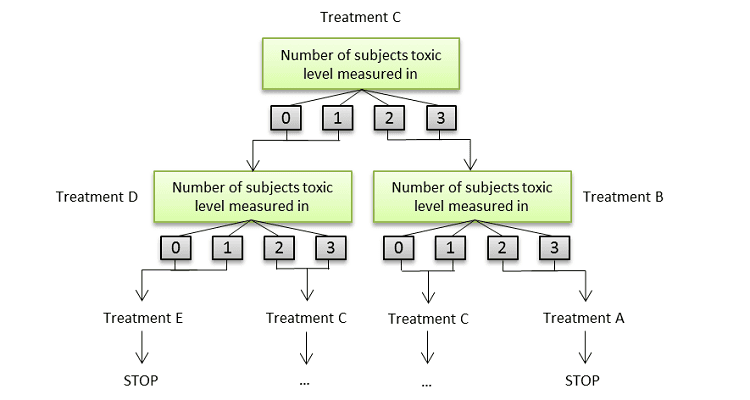 Treatment C
Number of subjects toxic
level measured in
0 1 2 3
Treatment D
Number of subjects toxic
level measured in
Number of subjects toxic
level measured in
Treatment B
0 1 2 3
0 1 2 3
Treatment E
Treatment C
Treatment C
Treatment A
STOP
...
...
STOP